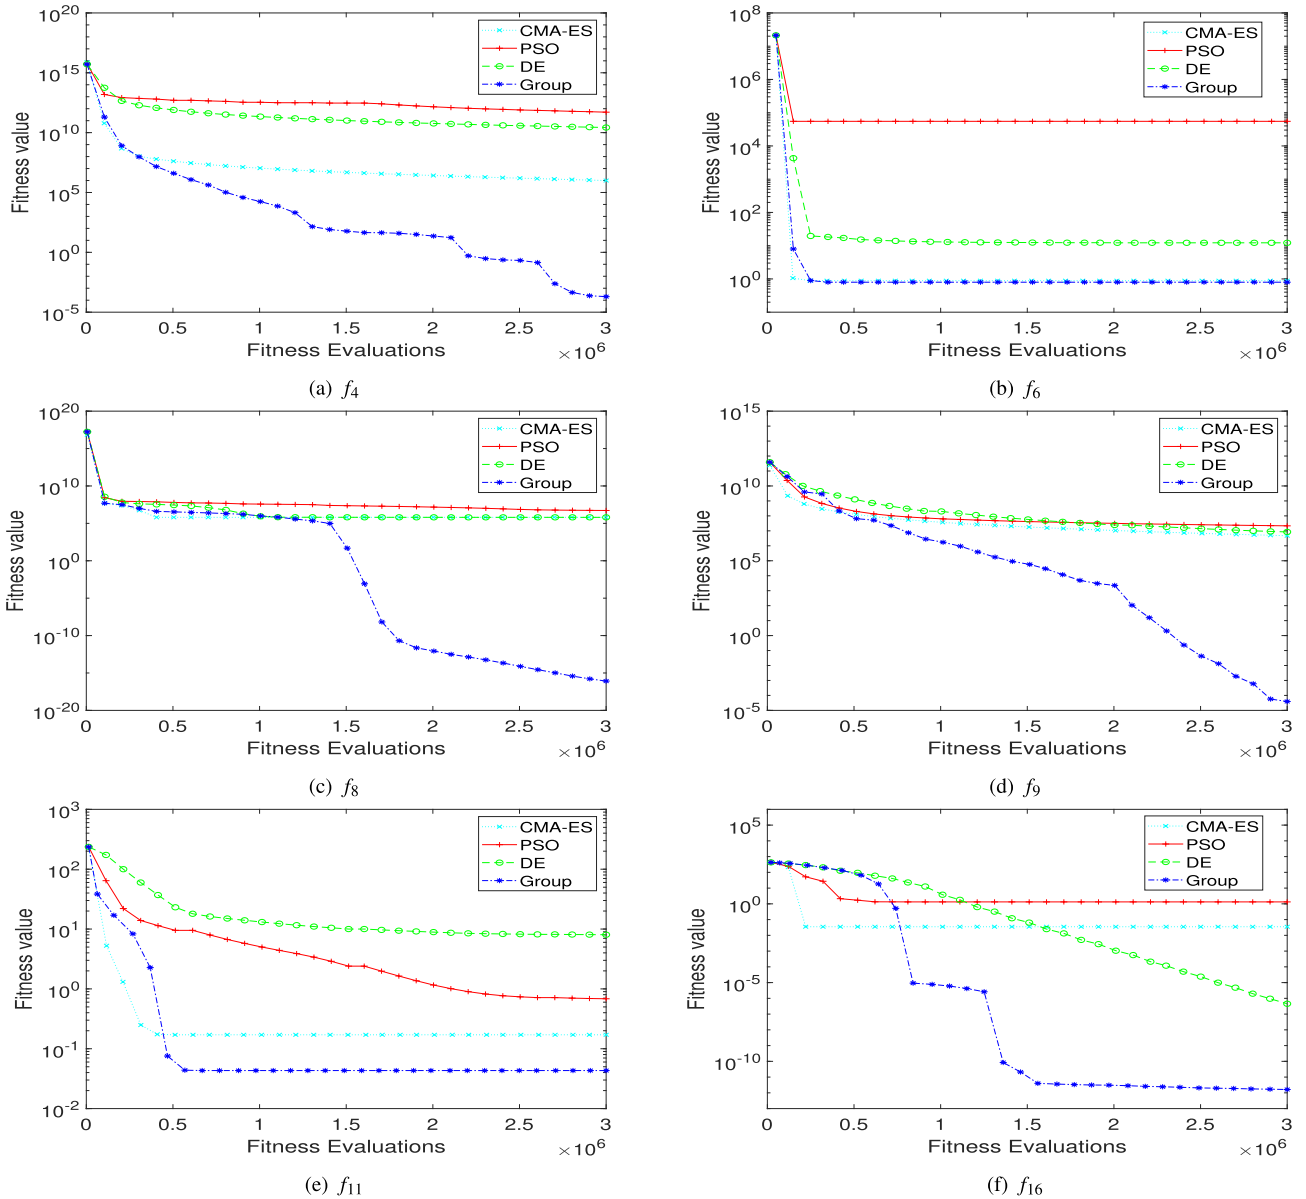 10^20
10^15
10^10
10^5
10^0
10^-5
Fitness value
CMA-ES
PSO
DE
Group
0 0.5 1 1.5 2 2.5 3
Fitness Evaluations
×10^6
(a) f_4
10^8
10^6
10^4
10^2
10^0
Fitness value
CMA-ES
PSO
DE
Group
0 0.5 1 1.5 2 2.5 3
Fitness Evaluations
×10^6
(b) f_6
10^20
10^10
10^0
10^-10
10^-20
Fitness value
CMA-ES
PSO
DE
Group
0 0.5 1 1.5 2 2.5 3
Fitness Evaluations
×10^6
(c) f_8
10^15
10^10
10^5
10^0
10^-5
Fitness value
CMA-ES
PSO
DE
Group
0 0.5 1 1.5 2 2.5 3
Fitness Evaluations
×10^6
(d) f_9
10^3
10^2
10^1
10^0
10^-1
10^-2
Fitness value
CMA-ES
PSO
DE
Group
0 0.5 1 1.5 2 2.5 3
Fitness Evaluations
×10^6
(e) f_11
10^5
10^0
10^-5
10^-10
Fitness value
CMA-ES
PSO
DE
Group
0 0.5 1 1.5 2 2.5 3
Fitness Evaluations
×10^6
(f) f_16